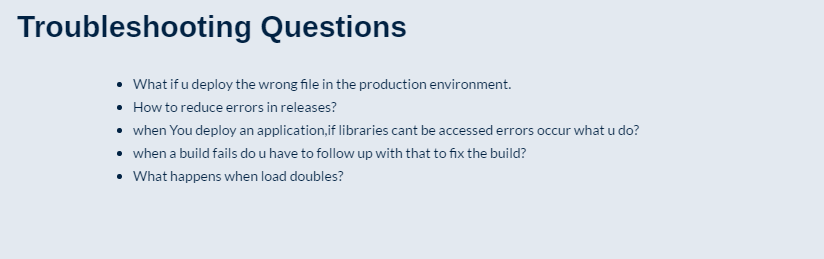 Troubleshooting Questions
What if u deploy the wrong file in the production environment.
How to reduce errors in releases?
when You deploy an application,if libraries cant be accessed errors occur what u do?
when a build fails do u have to follow up with that to fix the build?
What happens when load doubles?